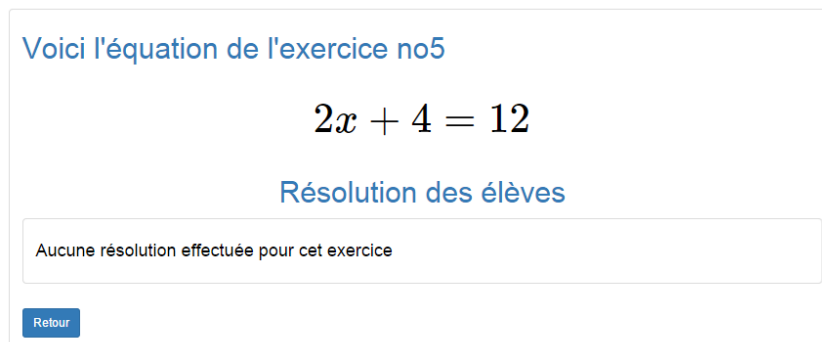 Voici l'équation de l'exercice no5
2x + 4 = 12
Résolution des élèves
Aucune résolution effectuée pour cet exercice
Retour